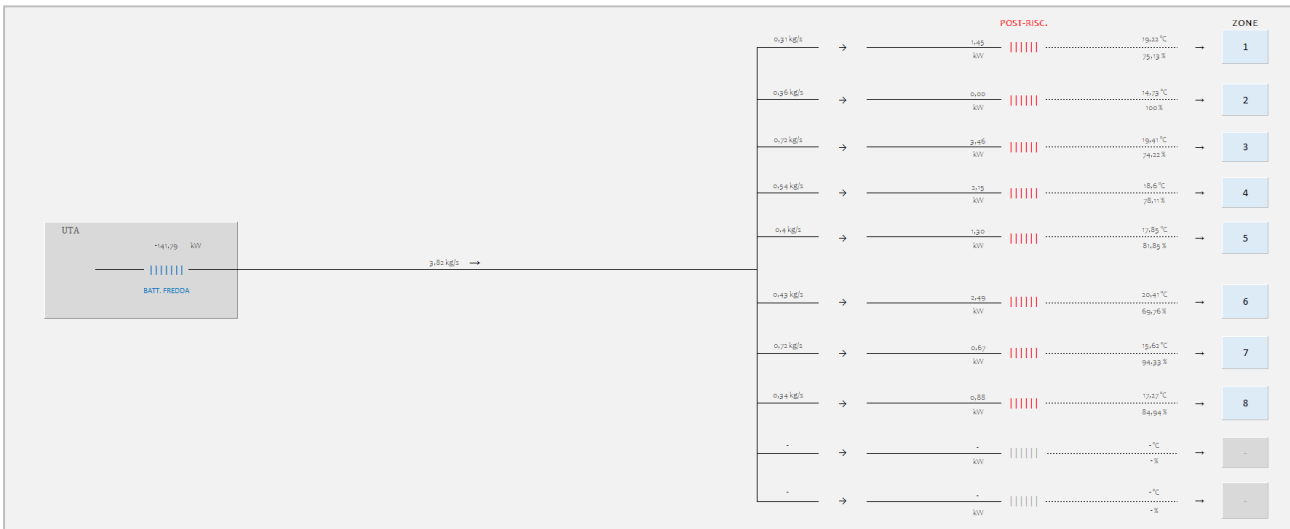 POST-RISC. ZONE
0,31 kg/s → 1,45 kW 19,22 °C 75,13 % → 1
0,36 kg/s → 0,00 kW 14,73 °C 100 % → 2
0,72 kg/s → 3,46 kW 19,41 °C 74,22 % → 3
0,54 kg/s → 2,15 kW 18,6 °C 78,11 % → 4
UTA
-141,79 kW
BATT. FREDDA
3,82 kg/s →
0,4 kg/s → 1,30 kW 17,85 °C 81,85 % → 5
0,43 kg/s → 2,49 kW 20,41 °C 69,76 % → 6
0,72 kg/s → 0,67 kW 15,62 °C 94,33 % → 7
0,34 kg/s → 0,88 kW 17,27 °C 84,94 % → 8
- → - kW - °C - % → -
- → - kW - °C - % → -